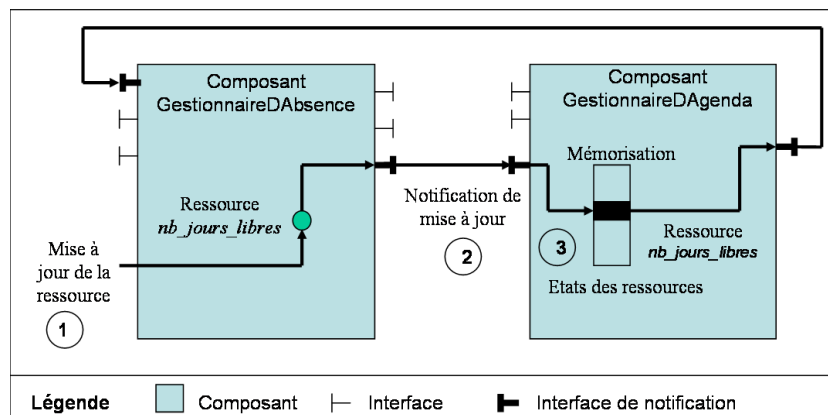 Composant
GestionnaireDAbsence
Composant
GestionnaireDAgenda
Mémorisation
Ressource
nb_jours_libres
Notification de
mise à jour
2
3
Ressource
nb_jours_libres
Mise à
jour de la
ressource
1
Etats des ressources
Légende
Composant
Interface
Interface de notification